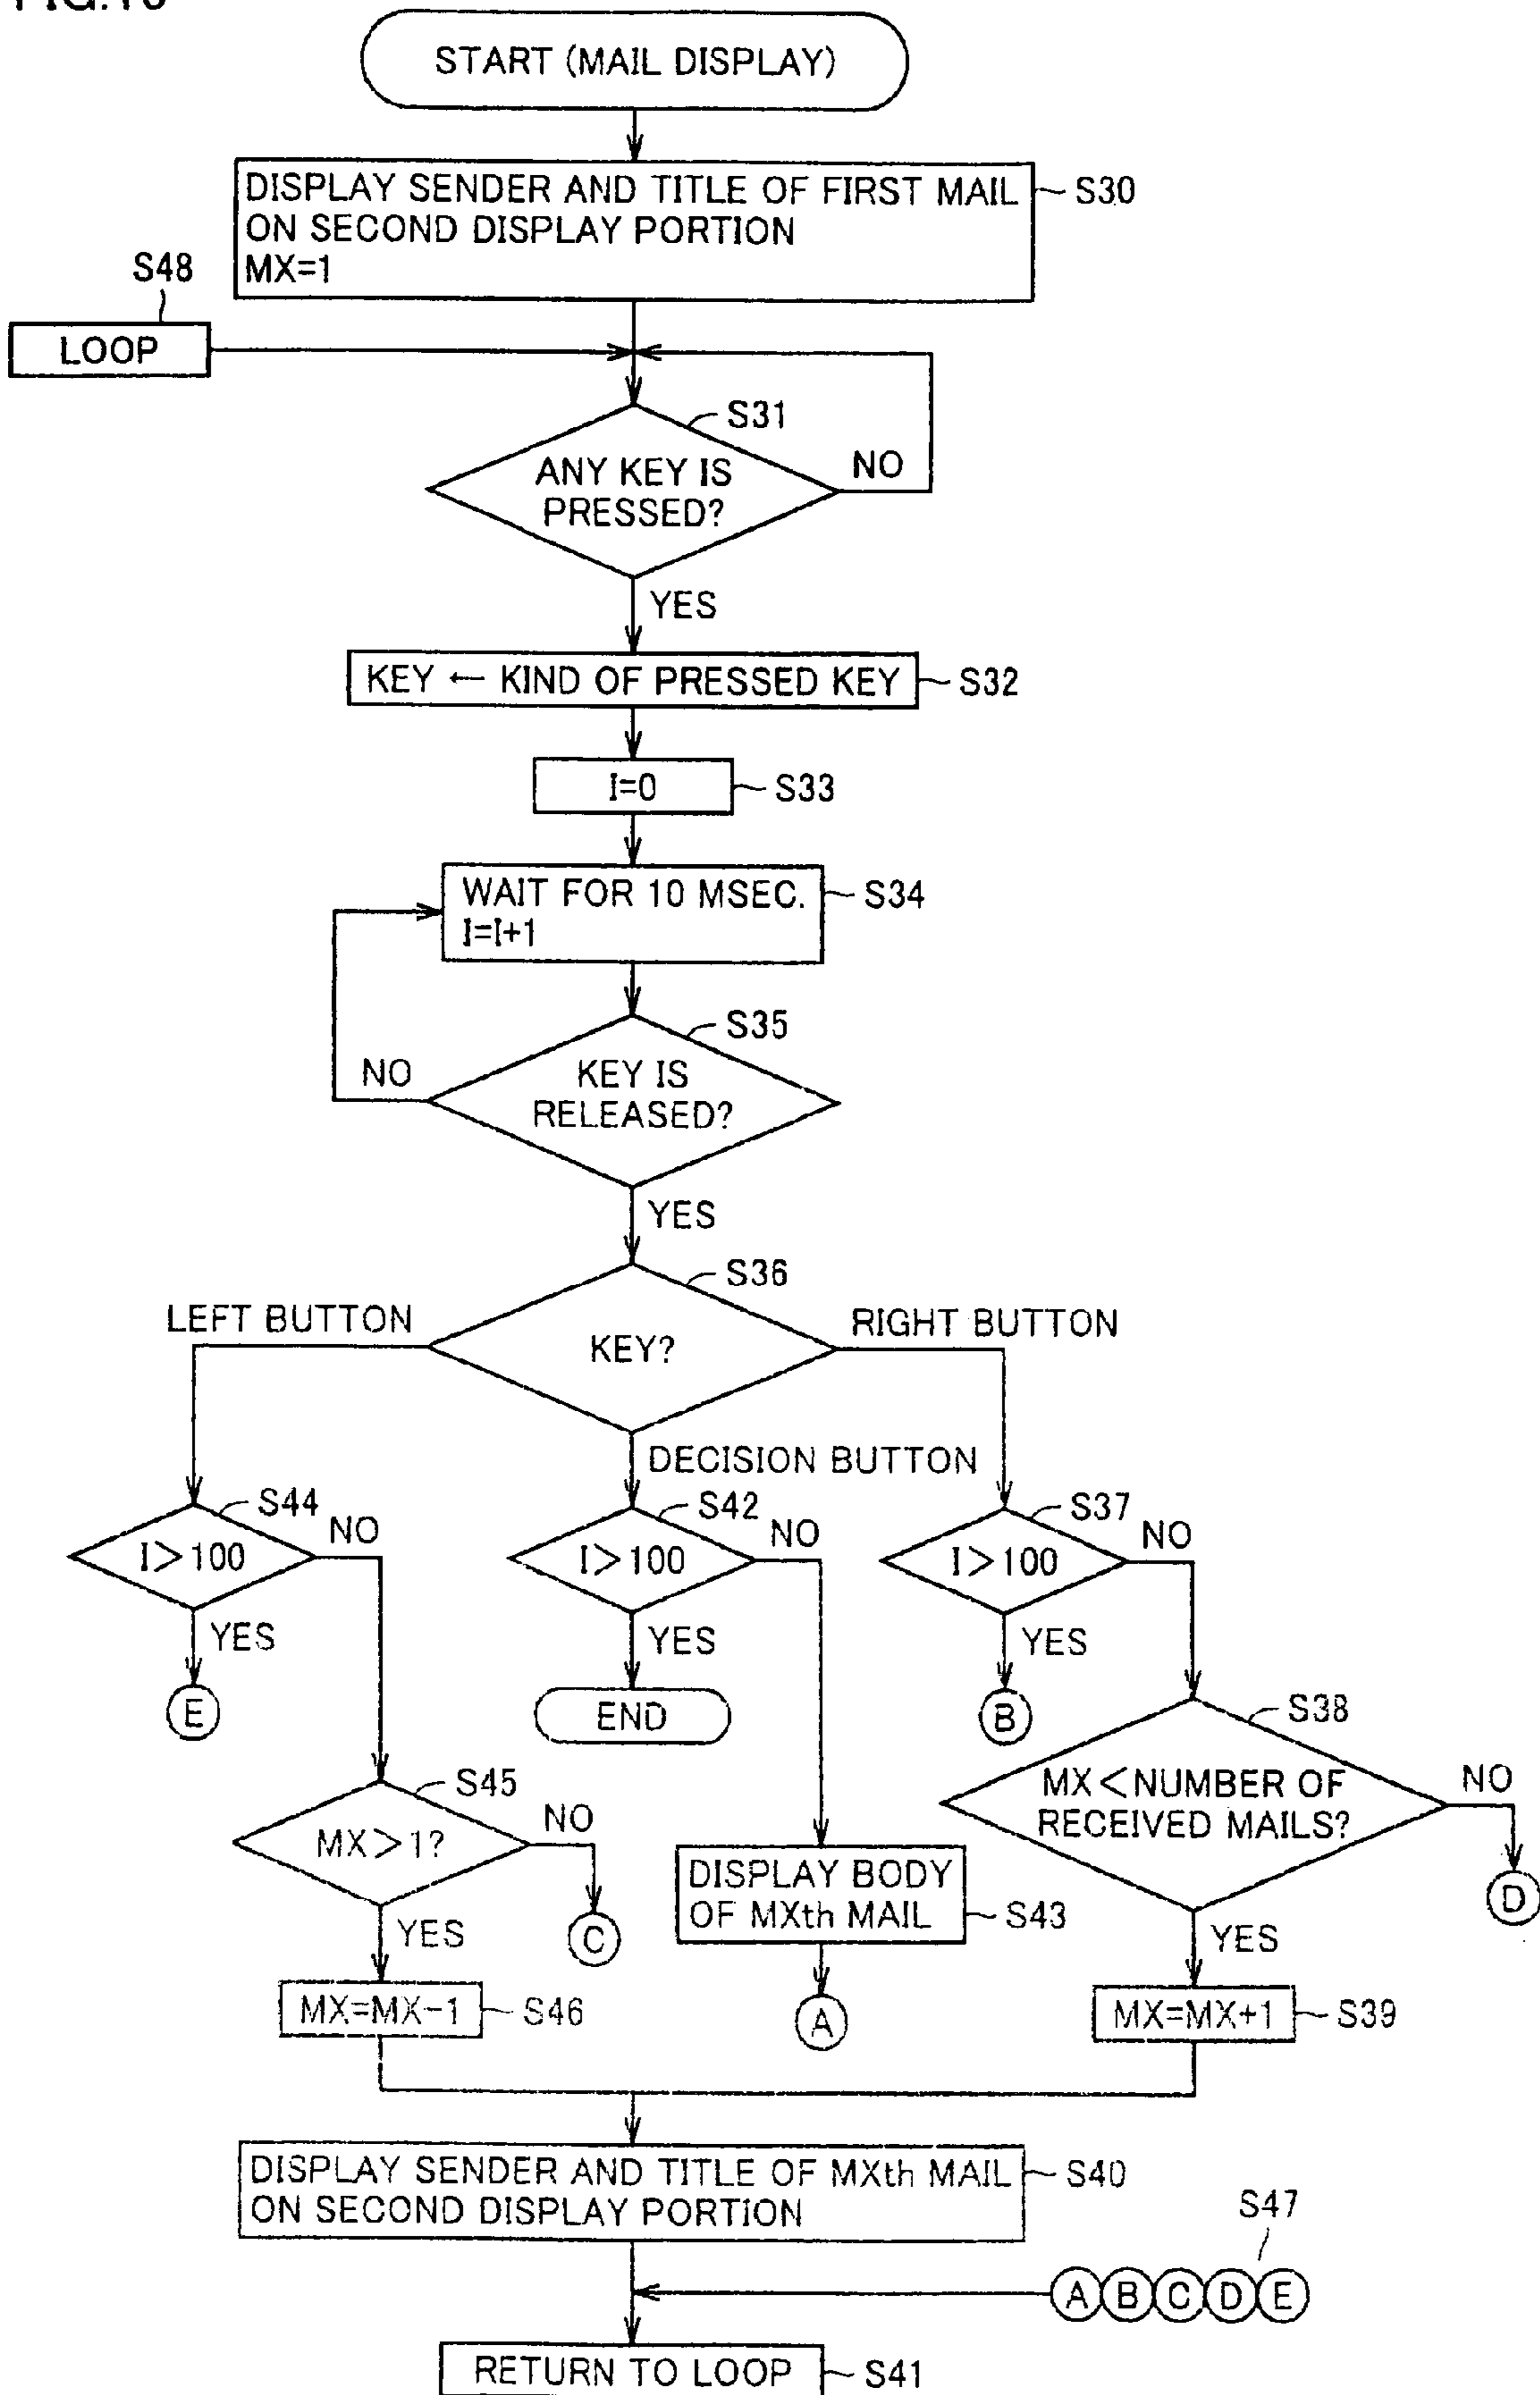 START (MAIL DISPLAY)
DISPLAY SENDER AND TITLE OF FIRST MAIL
ON SECOND DISPLAY PORTION
MX=1
S30
S48
LOOP
S31
ANY KEY IS
PRESSED?
NO
YES
KEY ← KIND OF PRESSED KEY
S32
I=0
S33
WAIT FOR 10 MSEC.
I=I+1
S34
S35
KEY IS
RELEASED?
NO
YES
S36
KEY?
LEFT BUTTON
RIGHT BUTTON
DECISION BUTTON
S44
I>100
NO
YES
E
S42
I>100
NO
YES
END
S37
I>100
NO
YES
B
S38
MX<NUMBER OF
RECEIVED MAILS?
NO
D
YES
S45
MX>1?
NO
C
YES
DISPLAY BODY
OF MXth MAIL
S43
A
MX=MX-1
S46
MX=MX+1
S39
DISPLAY SENDER AND TITLE OF MXth MAIL
ON SECOND DISPLAY PORTION
S40
S47
A B C D E
RETURN TO LOOP
S41